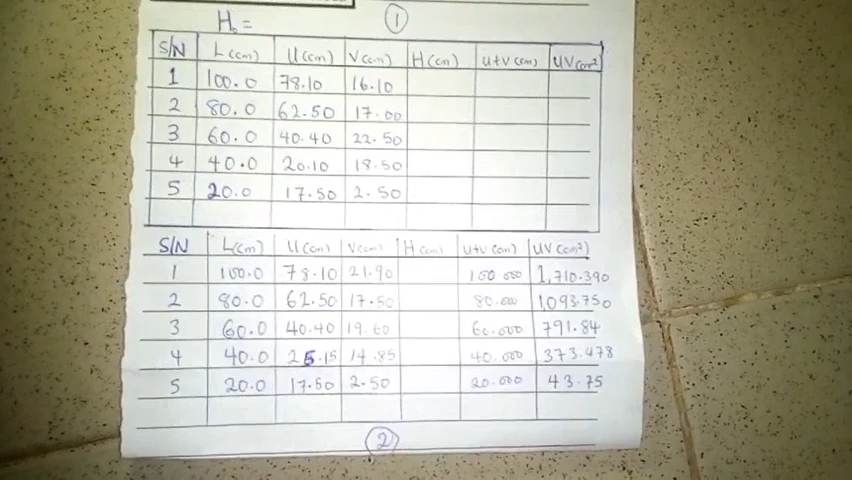 H₀ =
①
S/N L(cm) U(cm) V(cm) H(cm) U+V(cm) UV(cm²)
1 100.0 78.10 16.10
2 80.0 62.50 17.00
3 60.0 40.40 22.50
4 40.0 20.10 18.50
5 20.0 17.50 2.50
S/N L(cm) U(cm) V(cm) H(cm) U+V(cm) UV(cm²)
1 100.0 78.10 21.90 100.000 1,710.390
2 80.0 62.50 17.50 80.000 1,093.750
3 60.0 40.40 19.60 60.000 791.84
4 40.0 25.15 14.85 40.000 373.478
5 20.0 17.50 2.50 20.000 43.75
②